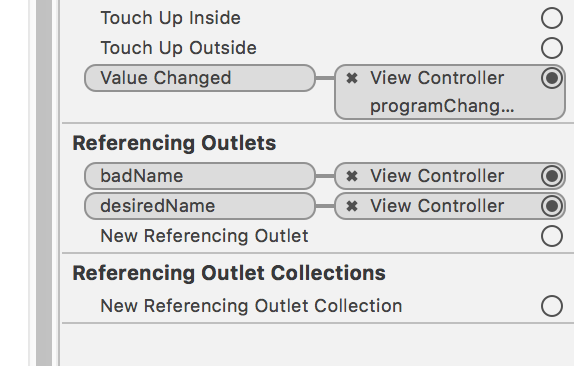 Touch Up Inside
Touch Up Outside
Value Changed
View Controller
programChang...
Referencing Outlets
badName
View Controller
desiredName
View Controller
New Referencing Outlet
Referencing Outlet Collections
New Referencing Outlet Collection